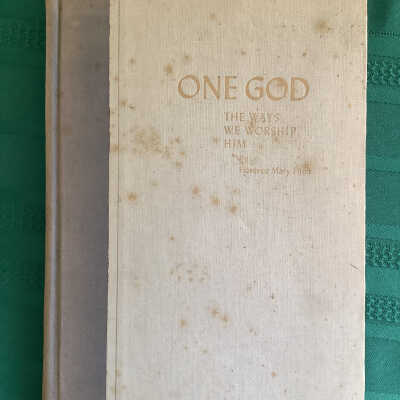 ONE GOD
THE WAYS
WE WORSHIP
HIM
Florence Mary Fitch